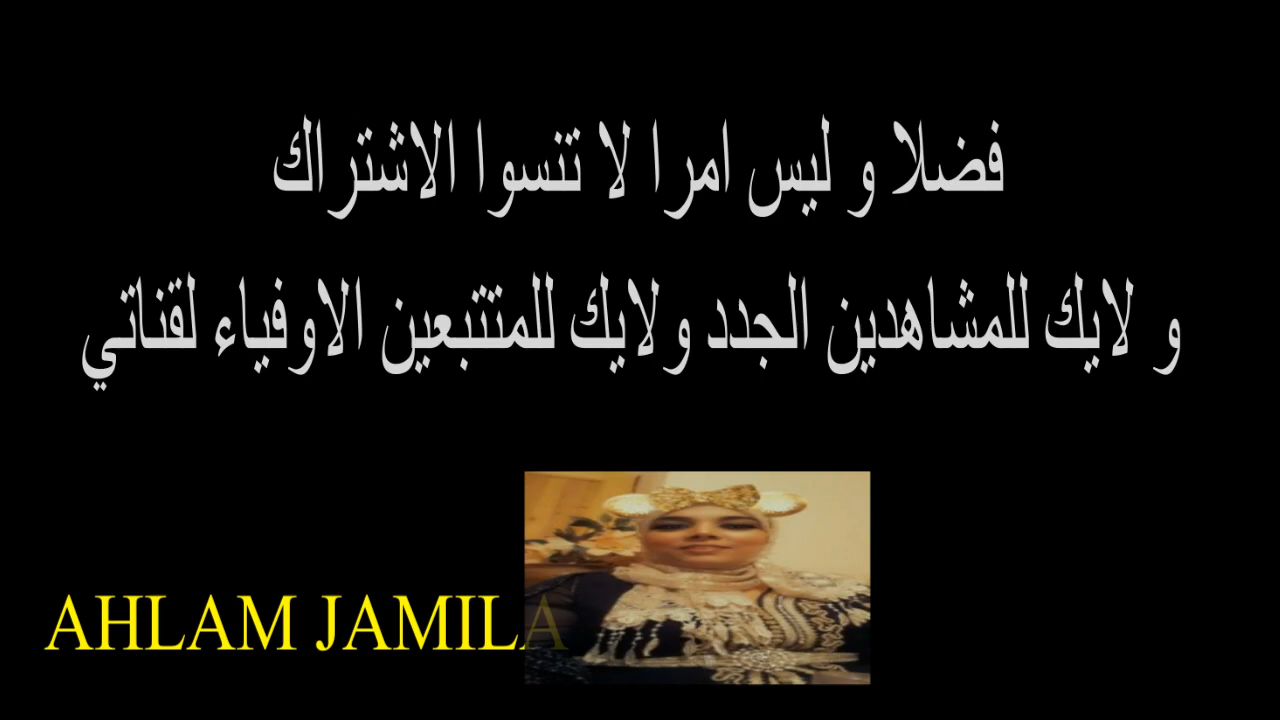 فضلا و ليس امرا لا تنسوا الاشتراك
و لايك للمشاهدين الجدد ولايك للمتتبعين الاوفياء لقناتي
AHLAM JAMILA